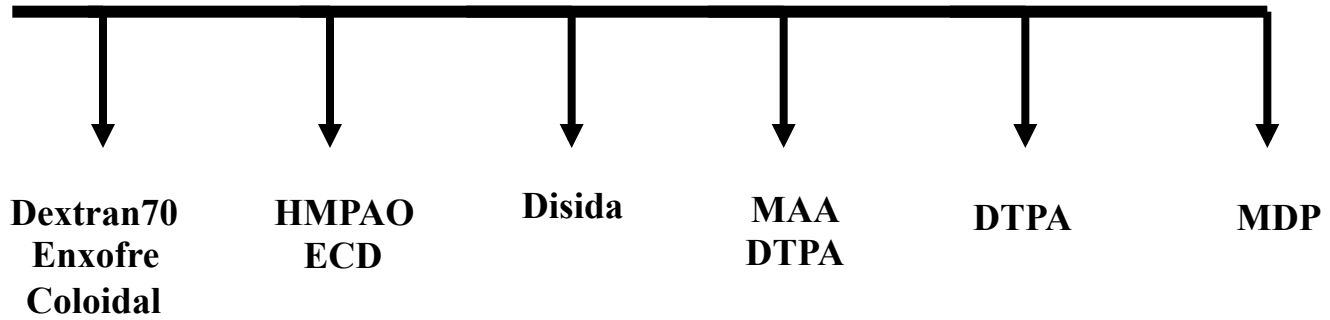 Dextran70
Enxofre
Coloidal
HMPAO
ECD
Disida
MAA
DTPA
DTPA
MDP